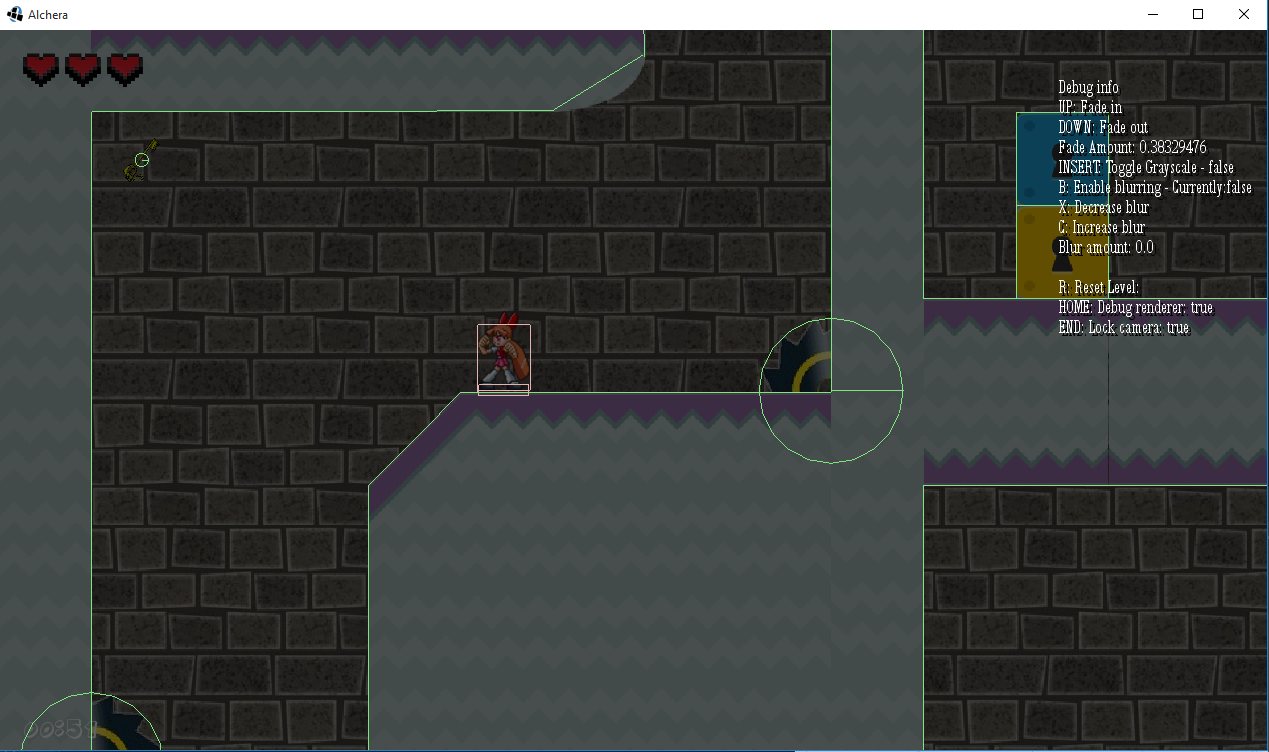 Alchera
Debug info
UP: Fade in
DOWN: Fade out
Fade Amount: 0.38329476
INSERT: Toggle Grayscale - false
B: Enable blurring - Currently:false
X: Decrease blur
C: Increase blur
Blur amount: 0.0
R: Reset Level:
HOME: Debug renderer: true
END: Lock camera: true